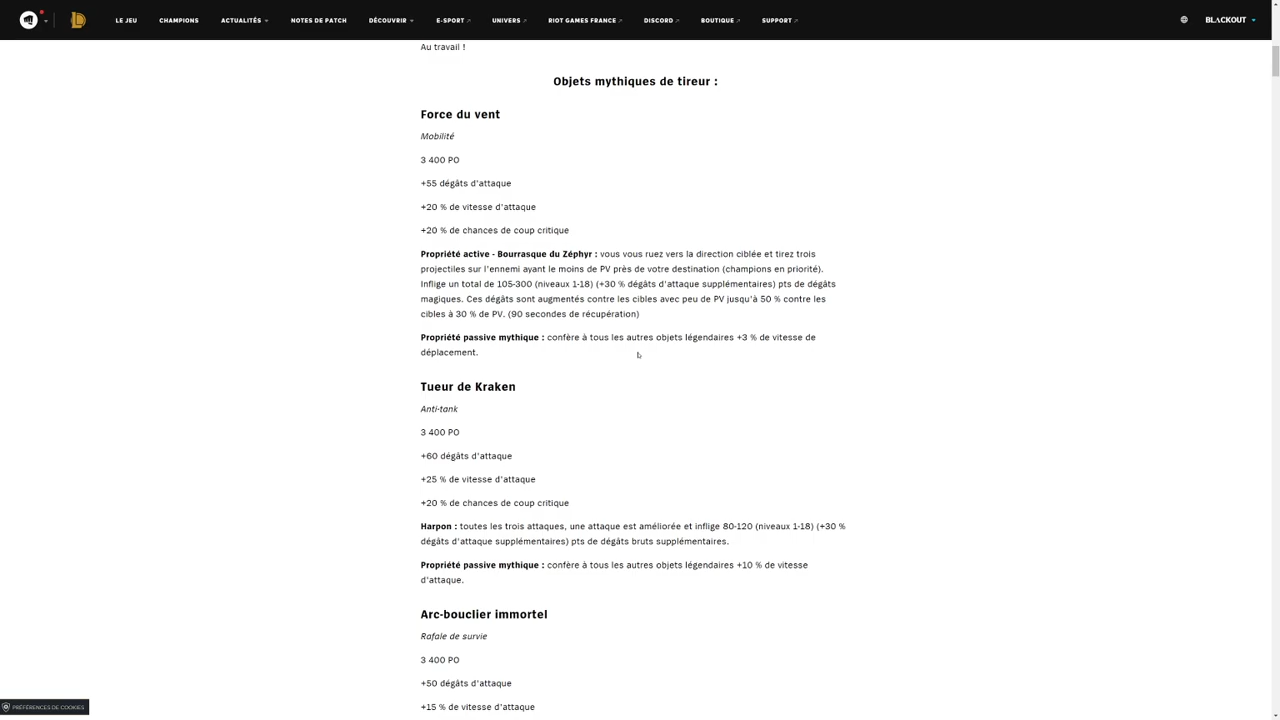 LE JEU CHAMPIONS ACTUALITÉS NOTES DE PATCH DÉCOUVRIR E-SPORT UNIVERS RIOT GAMES FRANCE DISCORD BOUTIQUE SUPPORT BLACKOUT
Au travail !
Objets mythiques de tireur :
Force du vent
Mobilité
3 400 PO
+55 dégâts d'attaque
+20 % de vitesse d'attaque
+20 % de chances de coup critique
Propriété active - Bourrasque du Zéphyr : vous vous ruez vers la direction ciblée et tirez trois
projectiles sur l'ennemi ayant le moins de PV près de votre destination (champions en priorité).
Inflige un total de 105-300 (niveaux 1-18) (+30 % dégâts d'attaque supplémentaires) pts de dégâts
magiques. Ces dégâts sont augmentés contre les cibles avec peu de PV jusqu'à 50 % contre les
cibles à 30 % de PV. (90 secondes de récupération)
Propriété passive mythique : confère à tous les autres objets légendaires +3 % de vitesse de
déplacement.
Tueur de Kraken
Anti-tank
3 400 PO
+60 dégâts d'attaque
+25 % de vitesse d'attaque
+20 % de chances de coup critique
Harpon : toutes les trois attaques, une attaque est améliorée et inflige 80-120 (niveaux 1-18) (+30 %
dégâts d'attaque supplémentaires) pts de dégâts bruts supplémentaires.
Propriété passive mythique : confère à tous les autres objets légendaires +10 % de vitesse
d'attaque.
Arc-bouclier immortel
Rafale de survie
3 400 PO
+50 dégâts d'attaque
+15 % de vitesse d'attaque
PRÉFÉRENCES DE COOKIES